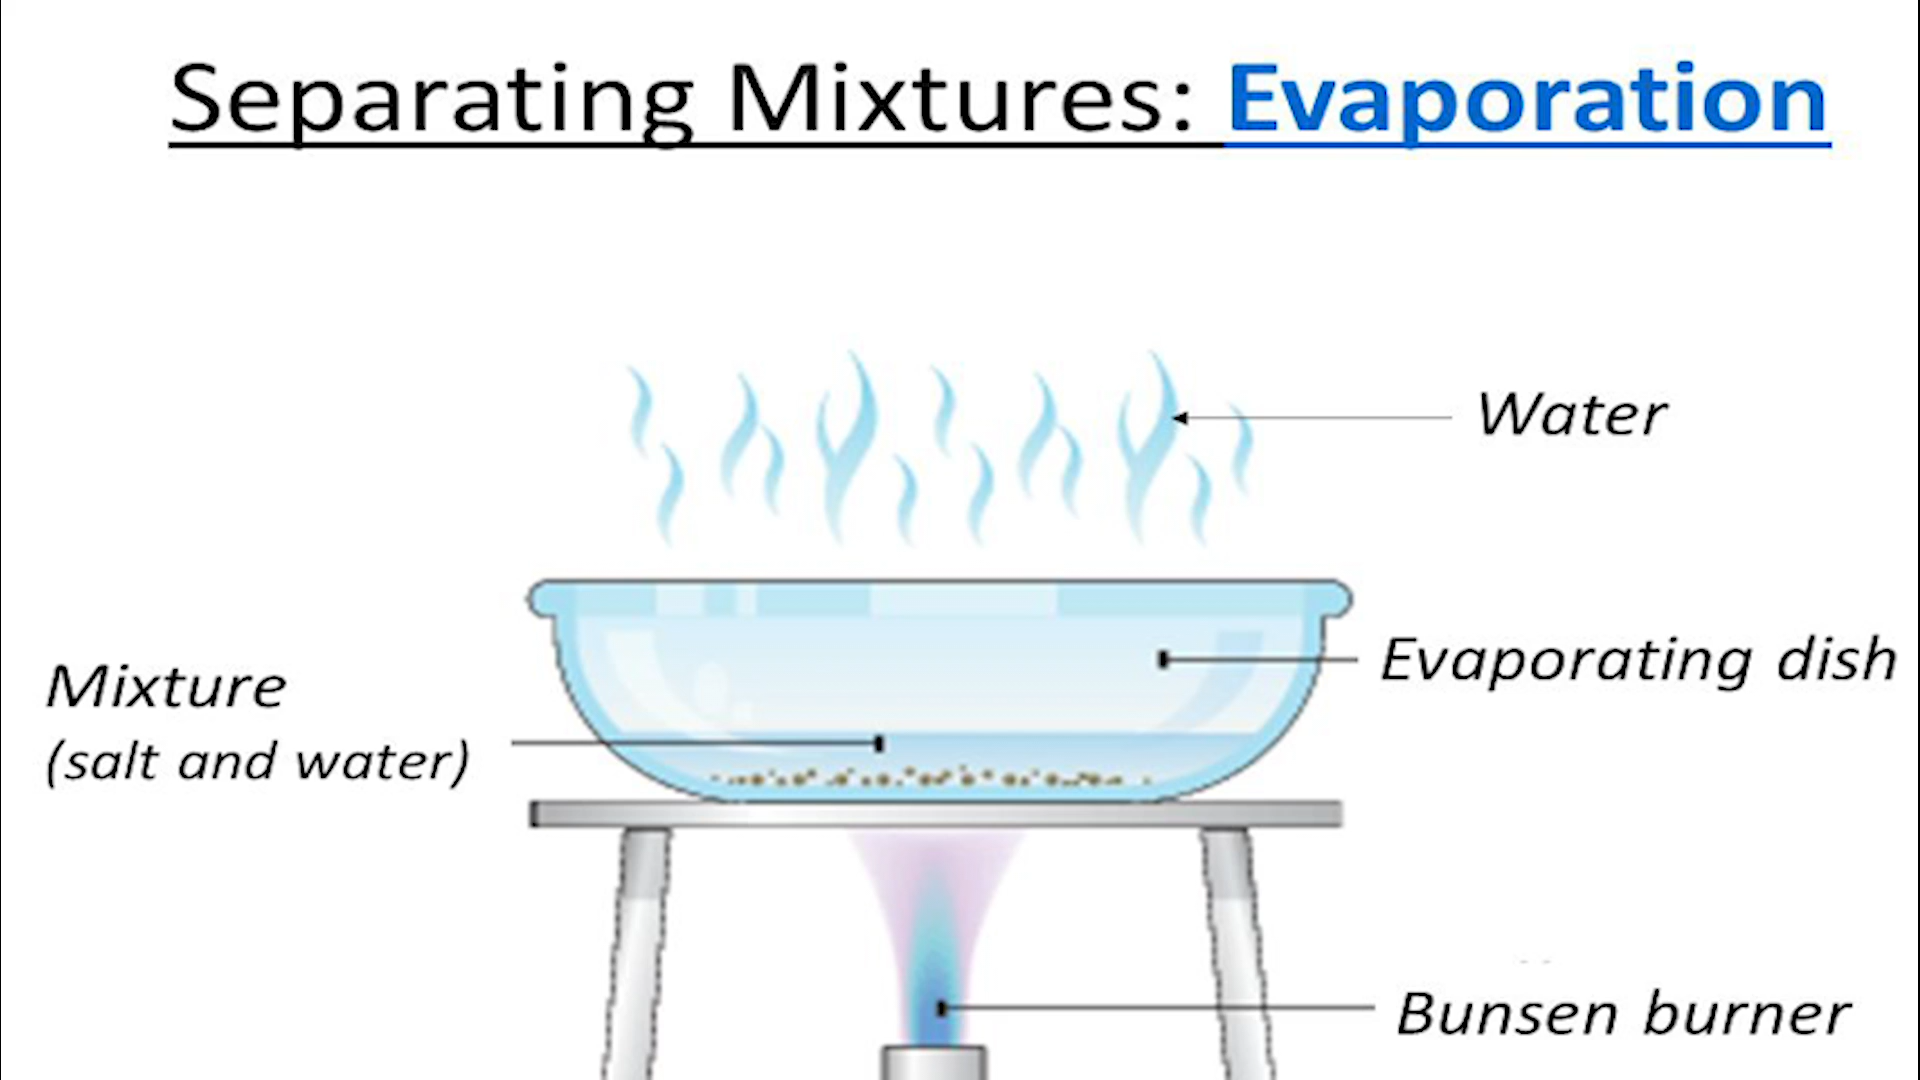 Separating Mixtures: Evaporation
Water
Evaporating dish
Mixture
(salt and water)
Bunsen burner